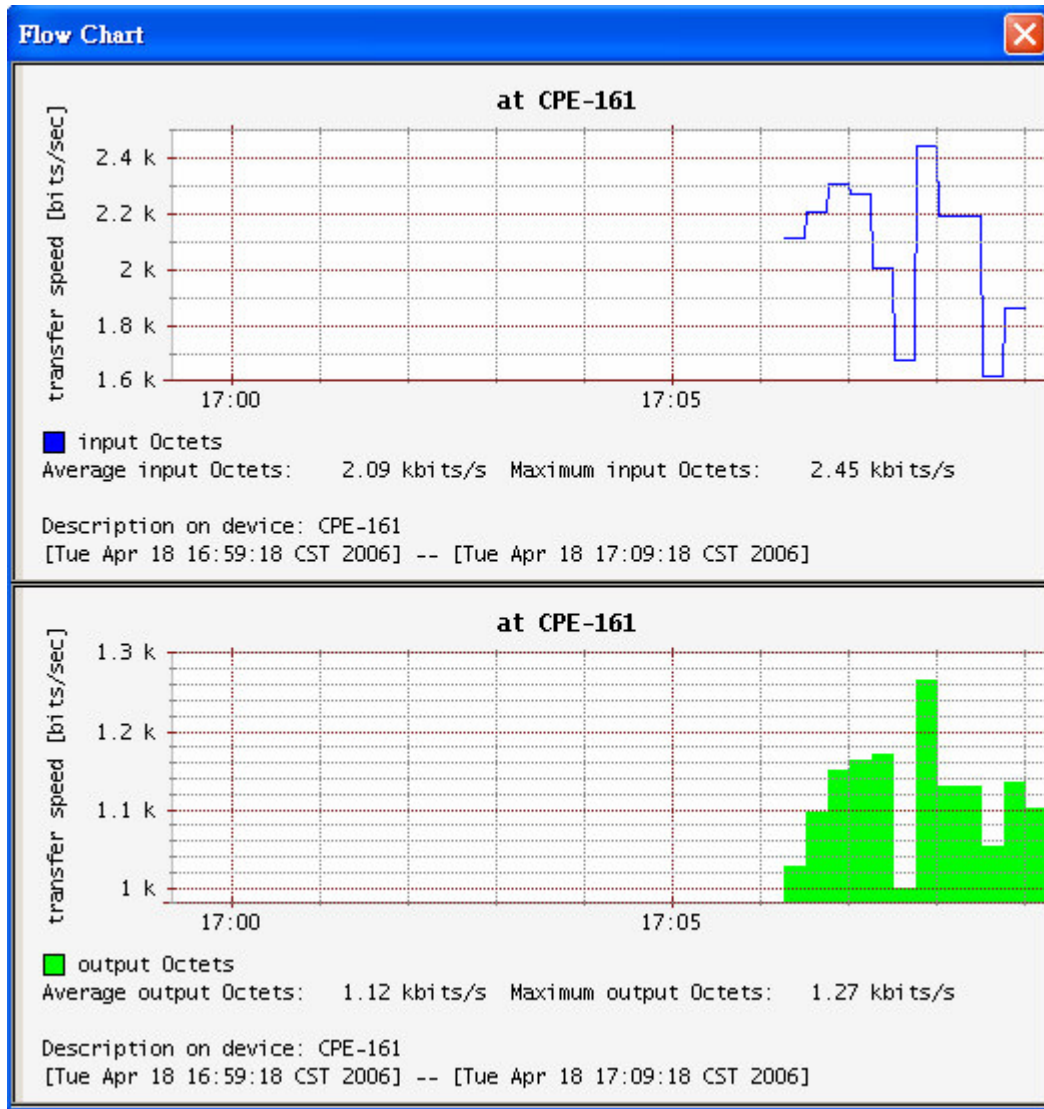 Flow Chart
at CPE-161
transfer speed [bits/sec]
2.4 k
2.2 k
2 k
1.8 k
1.6 k
17:00 17:05
input Octets
Average input Octets: 2.09 kbits/s Maximum input Octets: 2.45 kbits/s
Description on device: CPE-161
[Tue Apr 18 16:59:18 CST 2006] -- [Tue Apr 18 17:09:18 CST 2006]
at CPE-161
transfer speed [bits/sec]
1.3 k
1.2 k
1.1 k
1 k
17:00 17:05
output Octets
Average output Octets: 1.12 kbits/s Maximum output Octets: 1.27 kbits/s
Description on device: CPE-161
[Tue Apr 18 16:59:18 CST 2006] -- [Tue Apr 18 17:09:18 CST 2006]